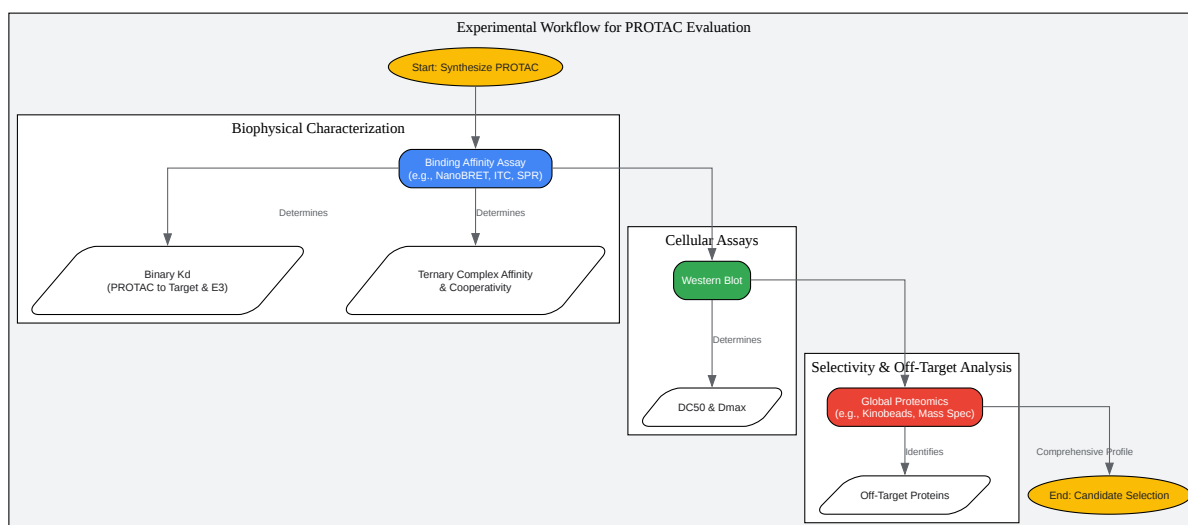 Experimental Workflow for PROTAC Evaluation
Start: Synthesize PROTAC
Biophysical Characterization
Binding Affinity Assay
(e.g., NanoBRET, ITC, SPR)
Determines
Determines
Binary Kd
(PROTAC to Target & E3)
Ternary Complex Affinity
& Cooperativity
Cellular Assays
Western Blot
Determines
DC50 & Dmax
Selectivity & Off-Target Analysis
Global Proteomics
(e.g., Kinobeads, Mass Spec)
Identifies
Comprehensive Profile
Off-Target Proteins
End: Candidate Selection